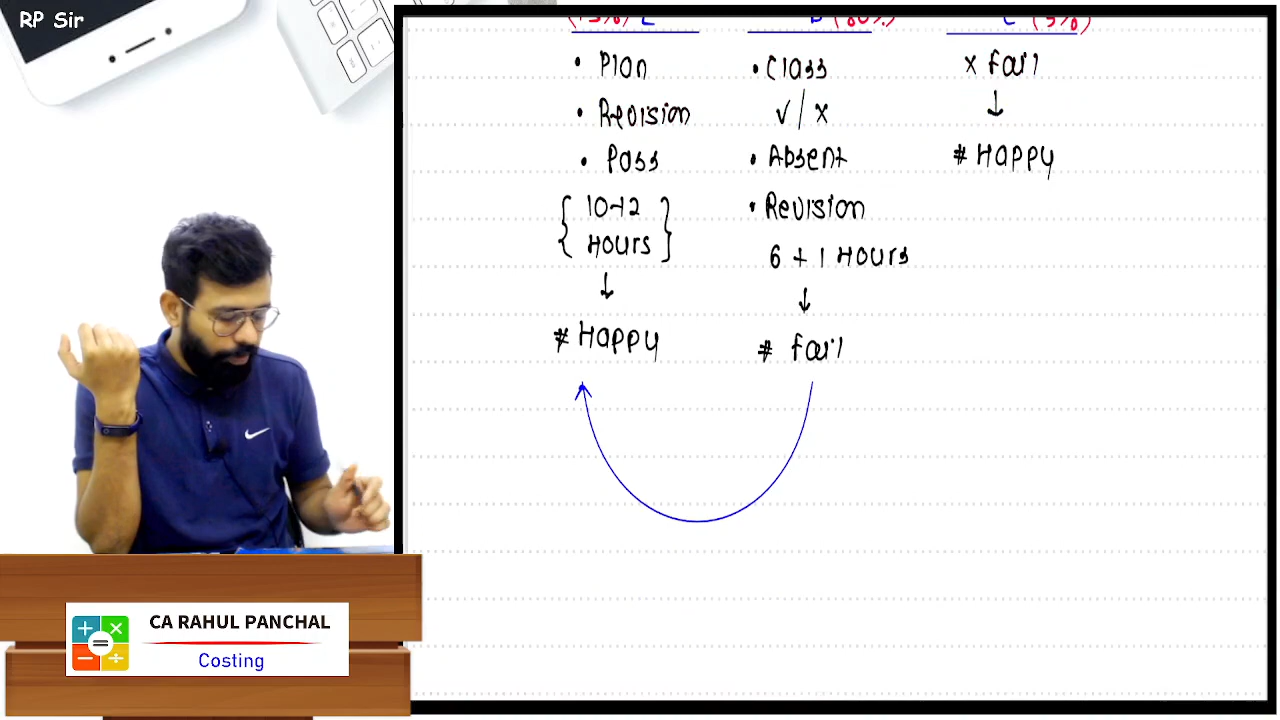 RP Sir
• Plan
• Revision
• Pass
{ 10-12
Hours }
↓
# Happy
• Class
✓ / x
• Absent
• Revision
6 + 1 Hours
↓
# fail
x fail
↓
# Happy
CA RAHUL PANCHAL
Costing